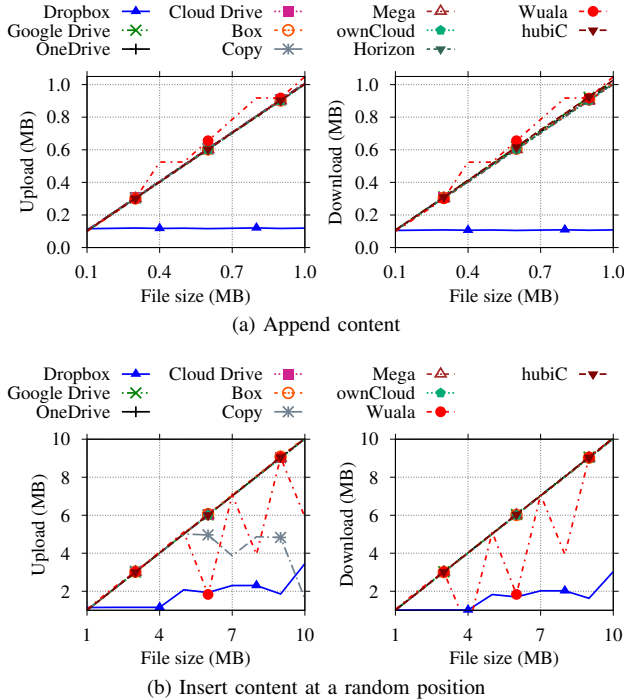 Dropbox Cloud Drive Mega Wuala
Google Drive Box ownCloud hubiC
OneDrive Copy Horizon
Upload (MB)
1.0
0.8
0.6
0.4
0.2
0.0
0.1 0.4 0.7 1.0
File size (MB)
Download (MB)
1.0
0.8
0.6
0.4
0.2
0.0
0.1 0.4 0.7 1.0
File size (MB)
(a) Append content
Dropbox Cloud Drive Mega hubiC
Google Drive Box ownCloud
OneDrive Copy Wuala
Upload (MB)
10
8
6
4
2
1 4 7 10
File size (MB)
Download (MB)
10
8
6
4
2
1 4 7 10
File size (MB)
(b) Insert content at a random position